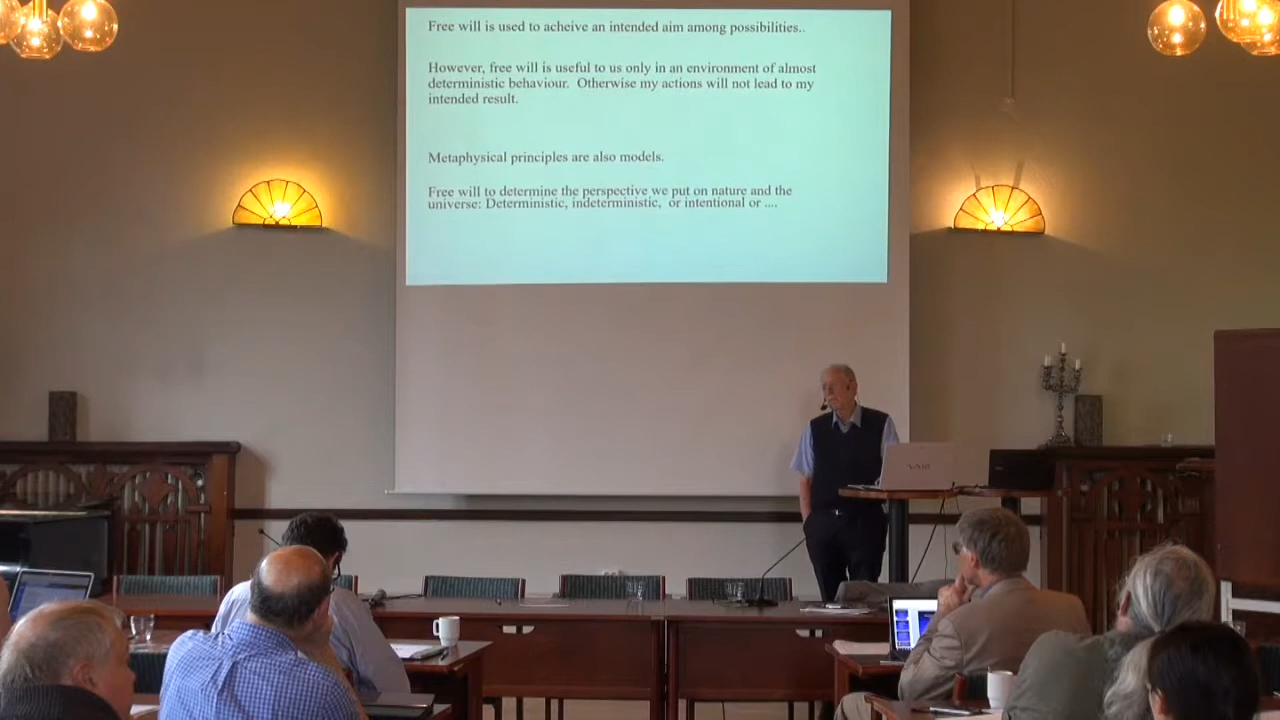 Free will is used to acheive an intended aim among possibilities..
However, free will is useful to us only in an environment of almost
deterministic behaviour. Otherwise my actions will not lead to my
intended result.
Metaphysical principles are also models.
Free will to determine the perspective we put on nature and the
universe: Deterministic, indeterministic, or intentional or ....
VAIO